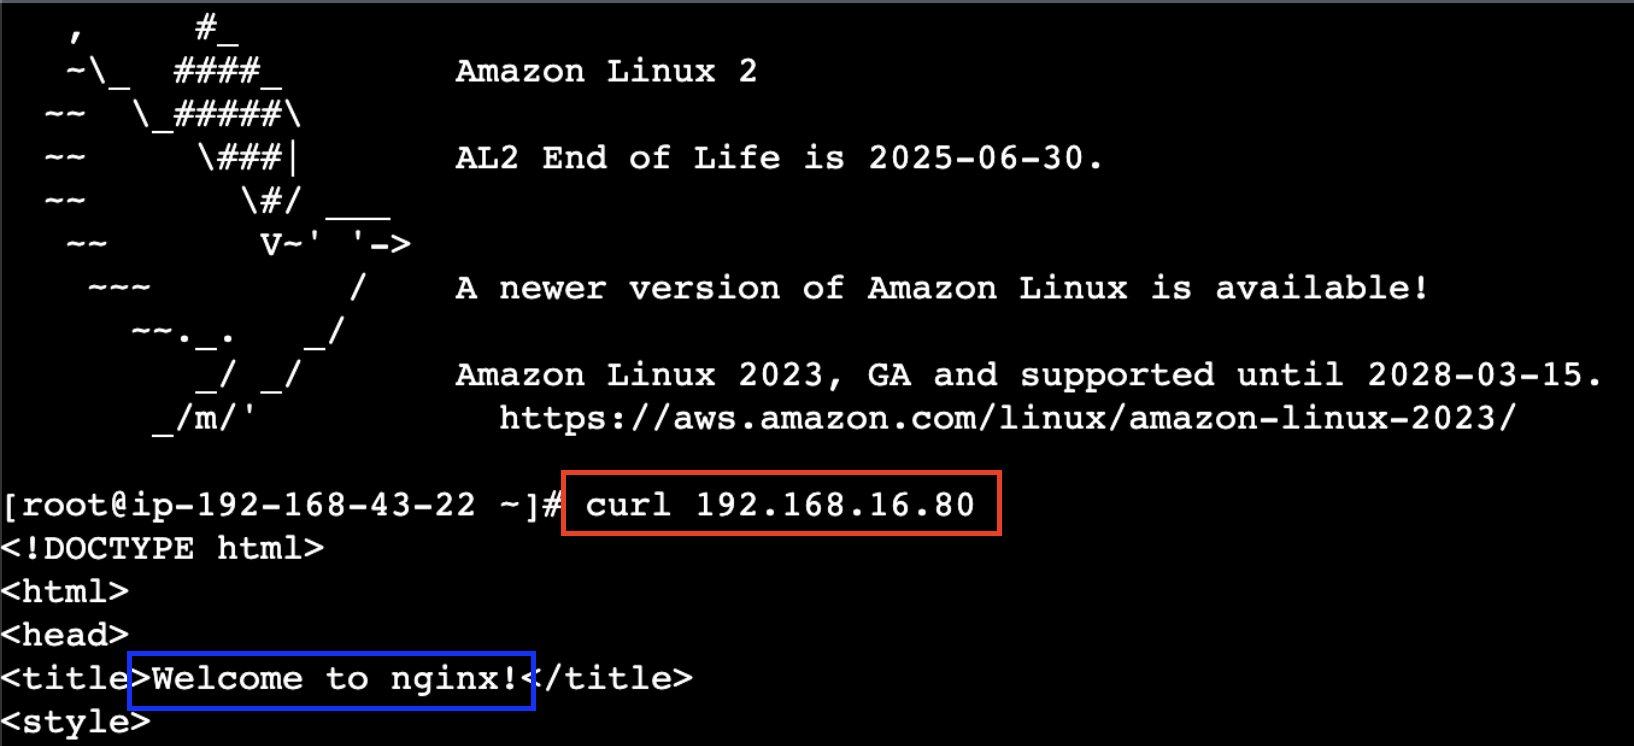 ,     #_
   ~\_  ####_        Amazon Linux 2
  ~~  \_#####\
  ~~     \###|       AL2 End of Life is 2025-06-30.
  ~~       \#/ ___
   ~~       V~' '->
    ~~~         /    A newer version of Amazon Linux is available!
      ~~._.   _/
         _/ _/       Amazon Linux 2023, GA and supported until 2028-03-15.
       _/m/'           https://aws.amazon.com/linux/amazon-linux-2023/
[root@ip-192-168-43-22 ~]# curl 192.168.16.80
<!DOCTYPE html>
<html>
<head>
<title>Welcome to nginx!</title>
<style>